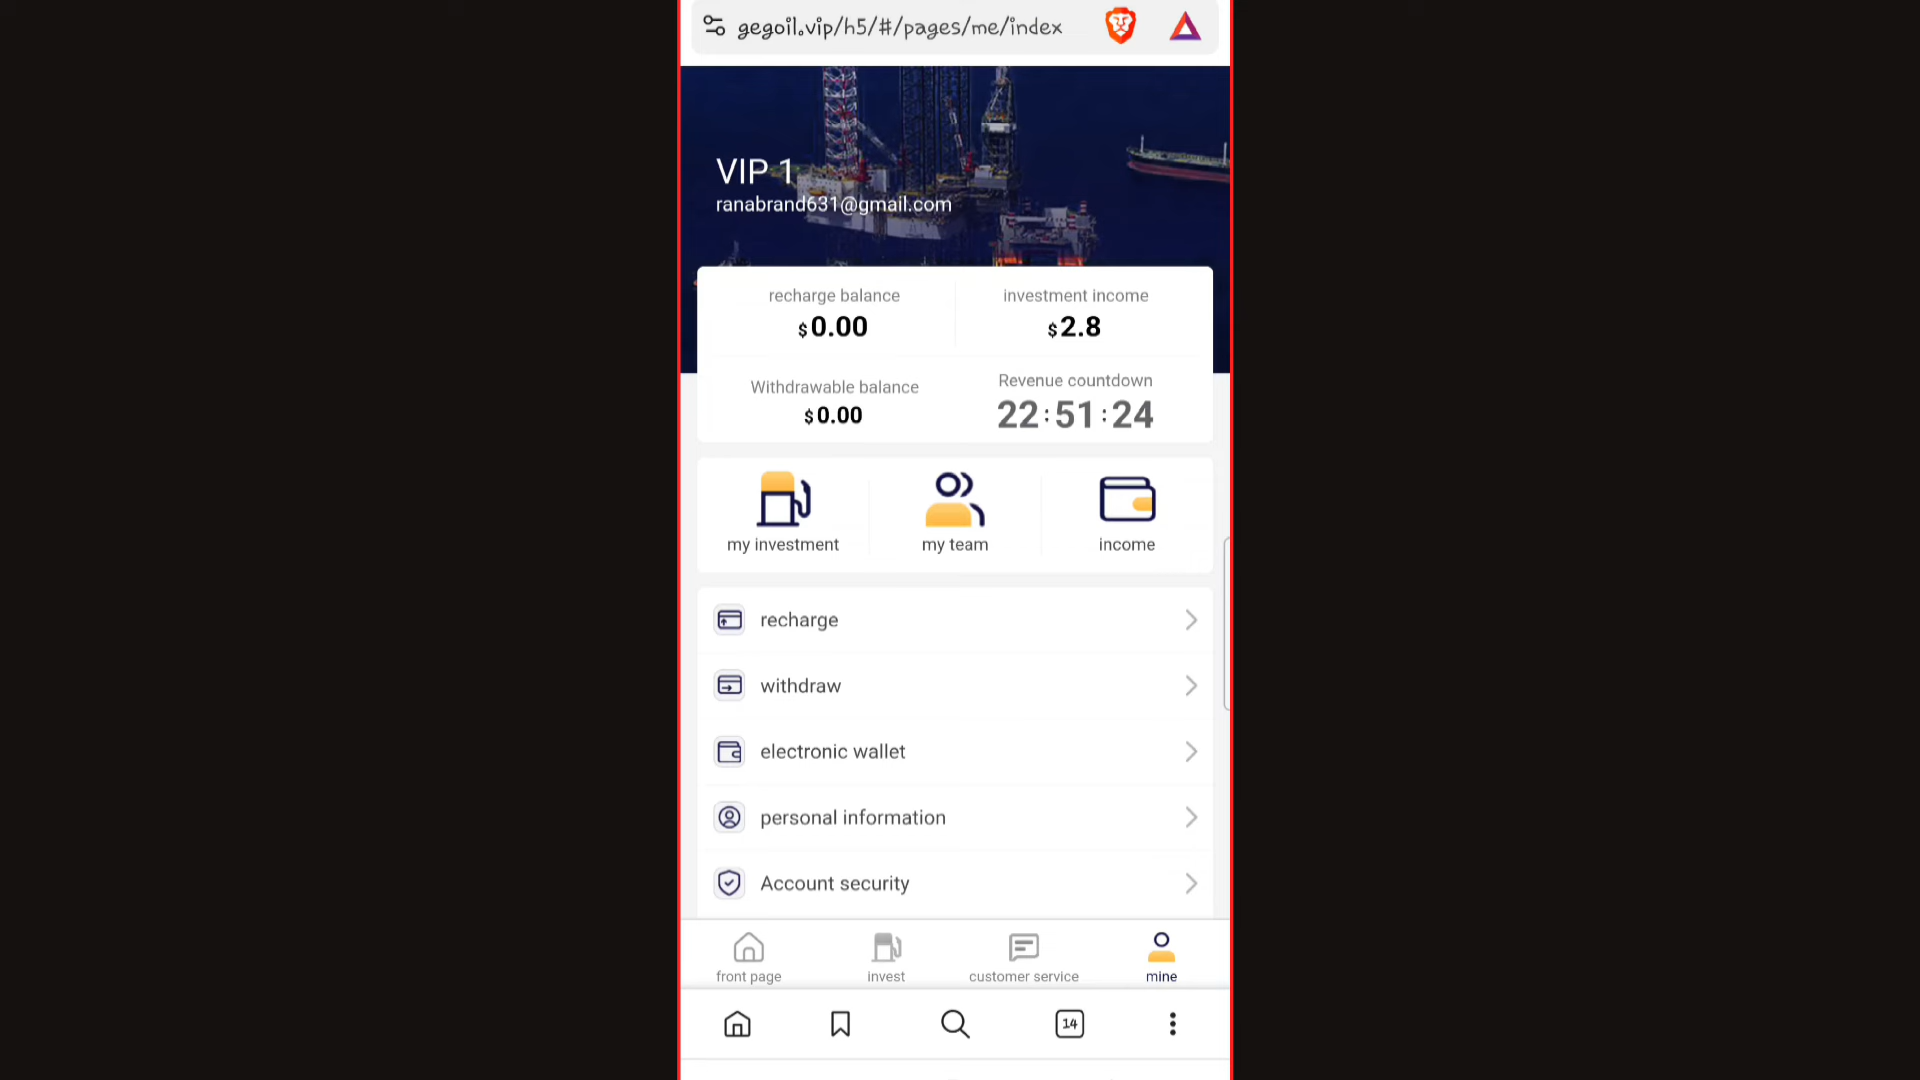 gegoil.vip/h5/#/pages/me/index
VIP 1
ranabrand631@gmail.com
recharge balance
$0.00
investment income
$2.8
Withdrawable balance
$0.00
Revenue countdown
22:51:24
my investment
my team
income
recharge
withdraw
electronic wallet
personal information
Account security
front page
invest
customer service
mine
14